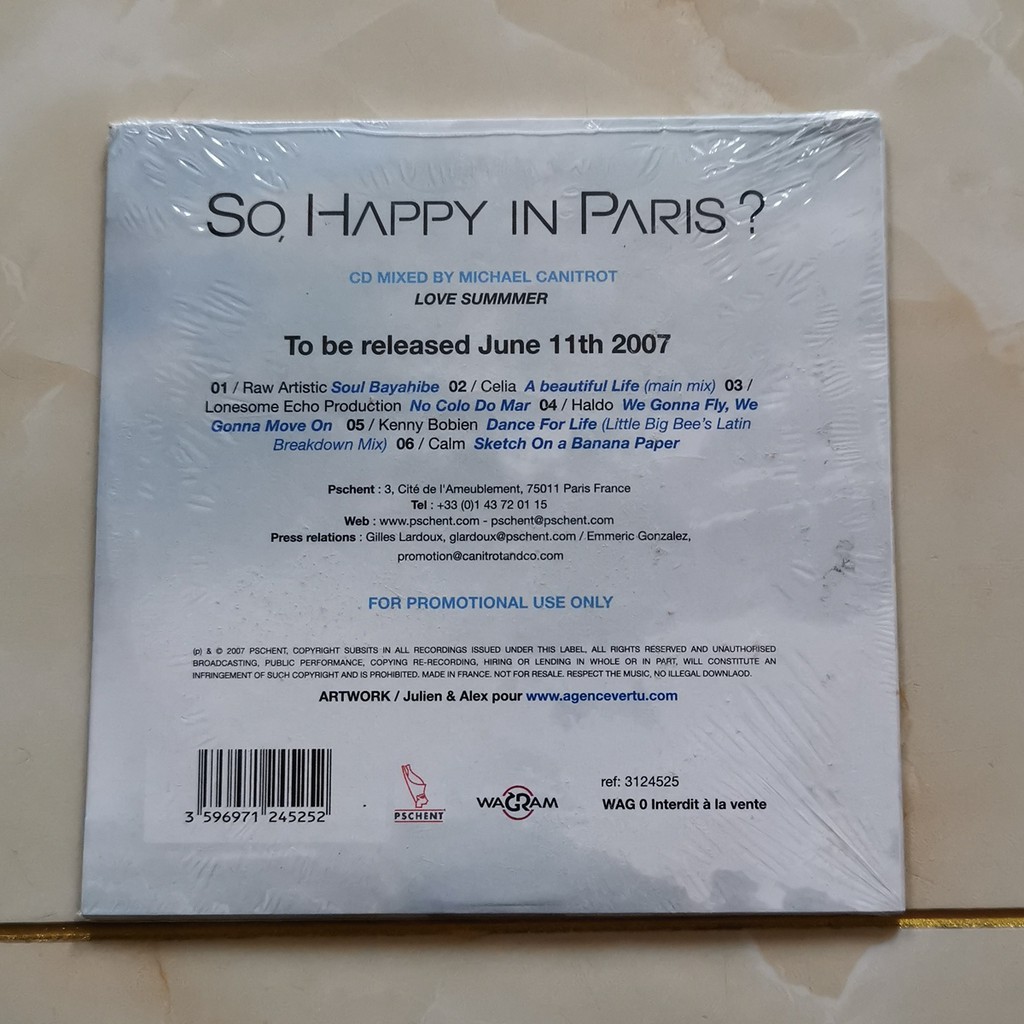 SO, HAPPY IN PARIS ?
CD MIXED BY MICHAEL CANITROT
LOVE SUMMMER
To be released June 11th 2007
01 / Raw Artistic Soul Bayahibe 02 / Celia A beautiful Life (main mix) 03 /
Lonesome Echo Production No Colo Do Mar 04 / Haldo We Gonna Fly, We
Gonna Move On 05 / Kenny Bobien Dance For Life (Little Big Bee's Latin
Breakdown Mix) 06 / Calm Sketch On a Banana Paper
Pschent : 3, Cité de l'Ameublement, 75011 Paris France
Tel : +33 (0)1 43 72 01 15
Web : www.pschent.com - pschent@pschent.com
Press relations : Gilles Lardoux, glardoux@pschent.com / Emmeric Gonzalez,
promotion@canitrotandco.com
FOR PROMOTIONAL USE ONLY
(p) & © 2007 PSCHENT, COPYRIGHT SUBSITS IN ALL RECORDINGS ISSUED UNDER THIS LABEL, ALL RIGHTS RESERVED AND UNAUTHORISED
BROADCASTING, PUBLIC PERFORMANCE, COPYING RE-RECORDING, HIRING OR LENDING IN WHOLE OR IN PART, WILL CONSTITUTE AN
INFRINGEMENT OF SUCH COPYRIGHT AND IS PROHIBITED. MADE IN FRANCE. NOT FOR RESALE. RESPECT THE MUSIC, NO ILLEGAL DOWNLAOD.
ARTWORK / Julien & Alex pour www.agencevertu.com
3 596971 245252
PSCHENT
WAGRAM
ref: 3124525
WAG 0 Interdit à la vente